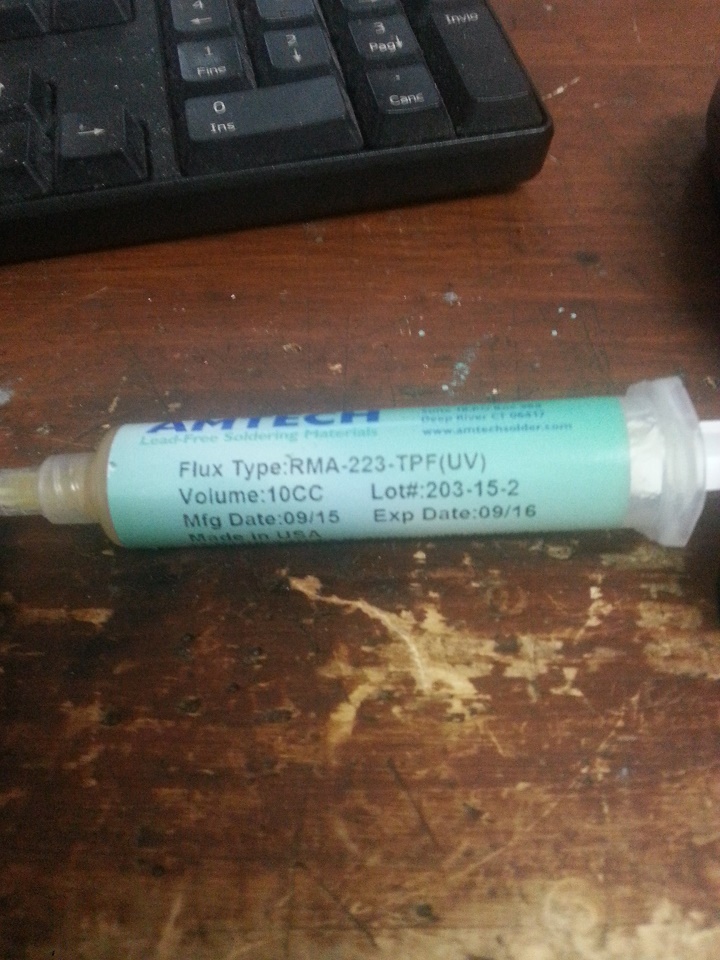 4
←
1
Fin
2
↓
3
Pag↓
Invio
0
Ins
.
Canc
→
AMTECH
Lead-Free Soldering Materials
Deep River CT 06417
www.amtechsolder.com
Flux Type:RMA-223-TPF(UV)
Volume:10CC Lot#:203-15-2
Mfg Date:09/15 Exp Date:09/16
Made in USA